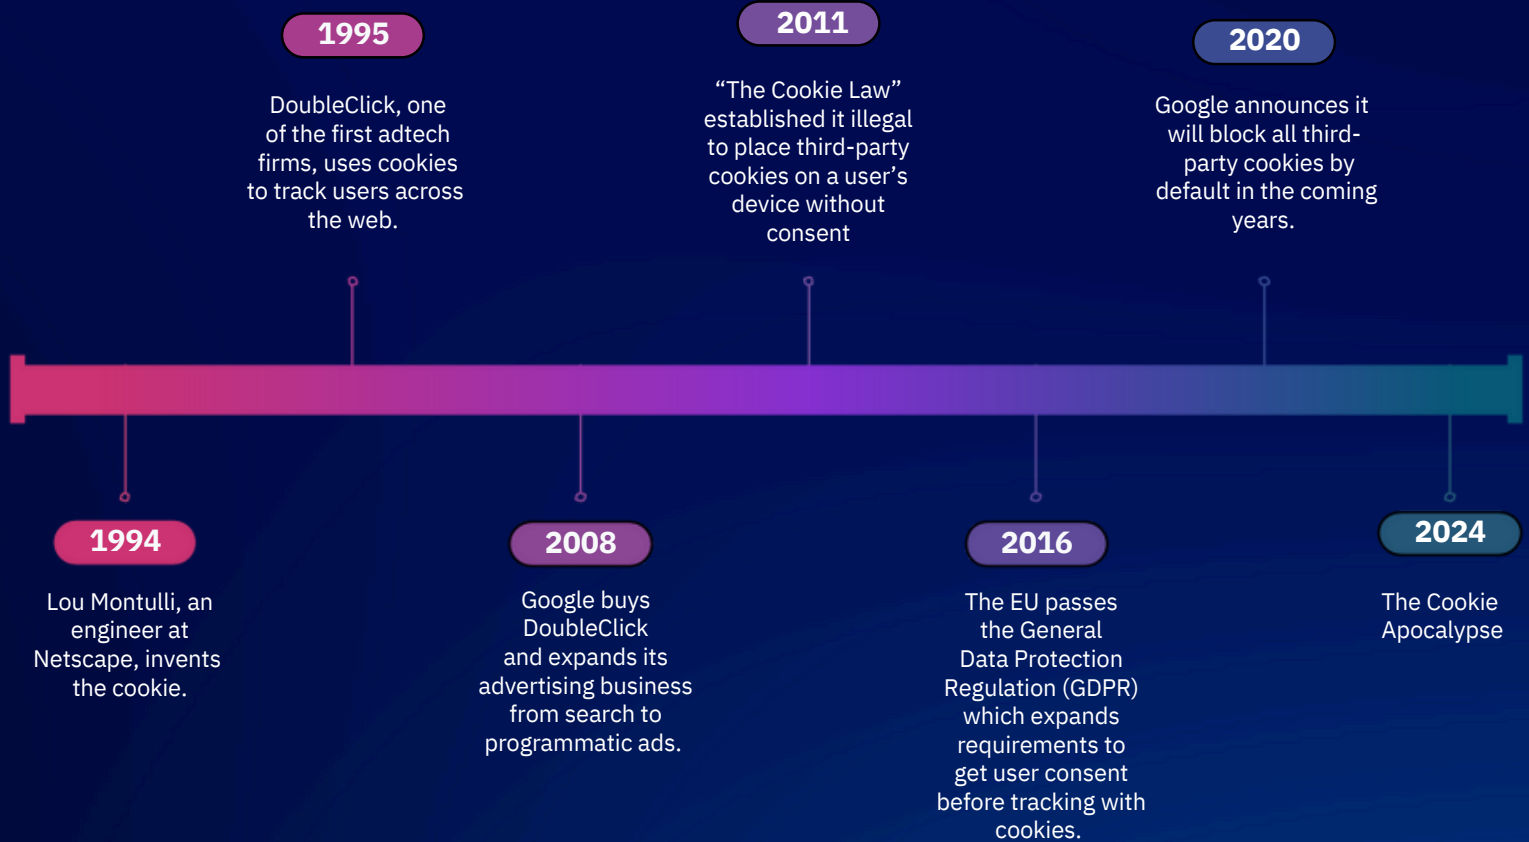 1995
DoubleClick, one
of the first adtech
firms, uses cookies
to track users across
the web.
2011
“The Cookie Law”
established it illegal
to place third-party
cookies on a user’s
device without
consent
2020
Google announces it
will block all third-
party cookies by
default in the coming
years.
1994
Lou Montulli, an
engineer at
Netscape, invents
the cookie.
2008
Google buys
DoubleClick
and expands its
advertising business
from search to
programmatic ads.
2016
The EU passes
the General
Data Protection
Regulation (GDPR)
which expands
requirements to
get user consent
before tracking with
cookies.
2024
The Cookie
Apocalypse